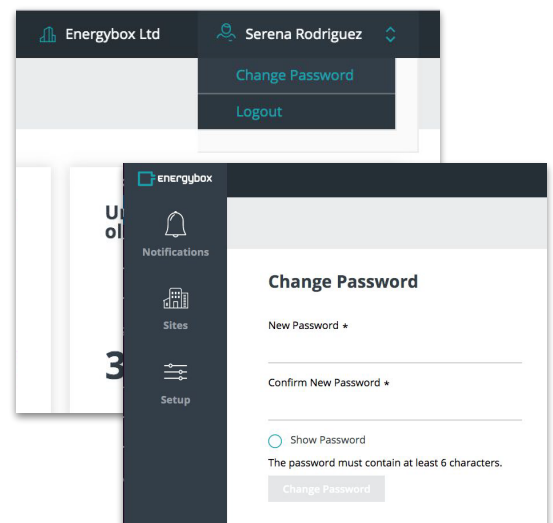 Energybox Ltd
Serena Rodriguez
Change Password
Logout
3
energybox
Notifications
Sites
Setup
Change Password
New Password *
Confirm New Password *
Show Password
The password must contain at least 6 characters.
Change Password